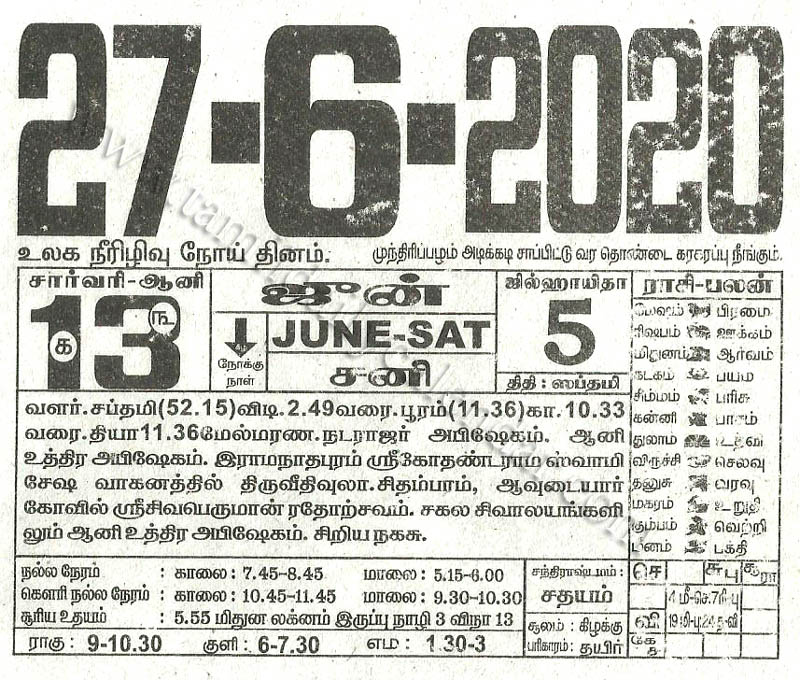 27-6-2020
உலக நீரிழிவு நோய் தினம். முந்திரிப்பழம் அடிக்கடி சாப்பிட்டு வர தொண்டை கரகரப்பு நீங்கும்.
சார்வரி-ஆனி
13
க ௩
நோக்கு
நாள்
ஜுன்
JUNE-SAT
சனி
ஜில்ஹாயிதா
5
திதி: ஸப்தமி
ராசி-பலன்
மேஷம் பிரமை
ரிஷபம் ஊக்கம்
மிதுனம் ஆர்வம்
கடகம் பயம்
சிம்மம் பரிசு
கன்னி பாசம்
துலாம்
விருச்சி செலவு
தனுசு வரவு
மகரம் உறுதி
கும்பம் வெற்றி
மீனம் பக்தி
வளர்.சப்தமி(52.15)விடி.2.49வரை.பூரம்(11.36)கா.10.33
வரை.தியா11.36மேல்மரண.நடராஜர் அபிஷேகம். ஆனி
உத்திர அபிஷேகம். இராமநாதபுரம் ஸ்ரீகோதண்டராம ஸ்வாமி
சேஷ வாகனத்தில் திருவீதிவுலா.சிதம்பரம், ஆவுடையார்
கோவில் ஸ்ரீசிவபெருமான் ரதோற்சவம். சகல சிவாலயங்களி
லும் ஆனி உத்திர அபிஷேகம். சிறிய நகசு.
நல்ல நேரம் : காலை: 7.45-8.45 மாலை: 5.15-6.00
கௌரி நல்ல நேரம் : காலை: 10.45-11.45 மாலை: 9.30-10.30
சூரிய உதயம் : 5.55 மிதுன லக்னம் இருப்பு நாழி 3 விநா 13
ராகு: 9-10.30 குளி: 6-7.30 எம: 1.30-3
சந்திராஷ்டமம்:
சதயம்
சூலம்: கிழக்கு
பரிகாரம்: தயிர்
செ சு பு சூ ரா
வி
கே